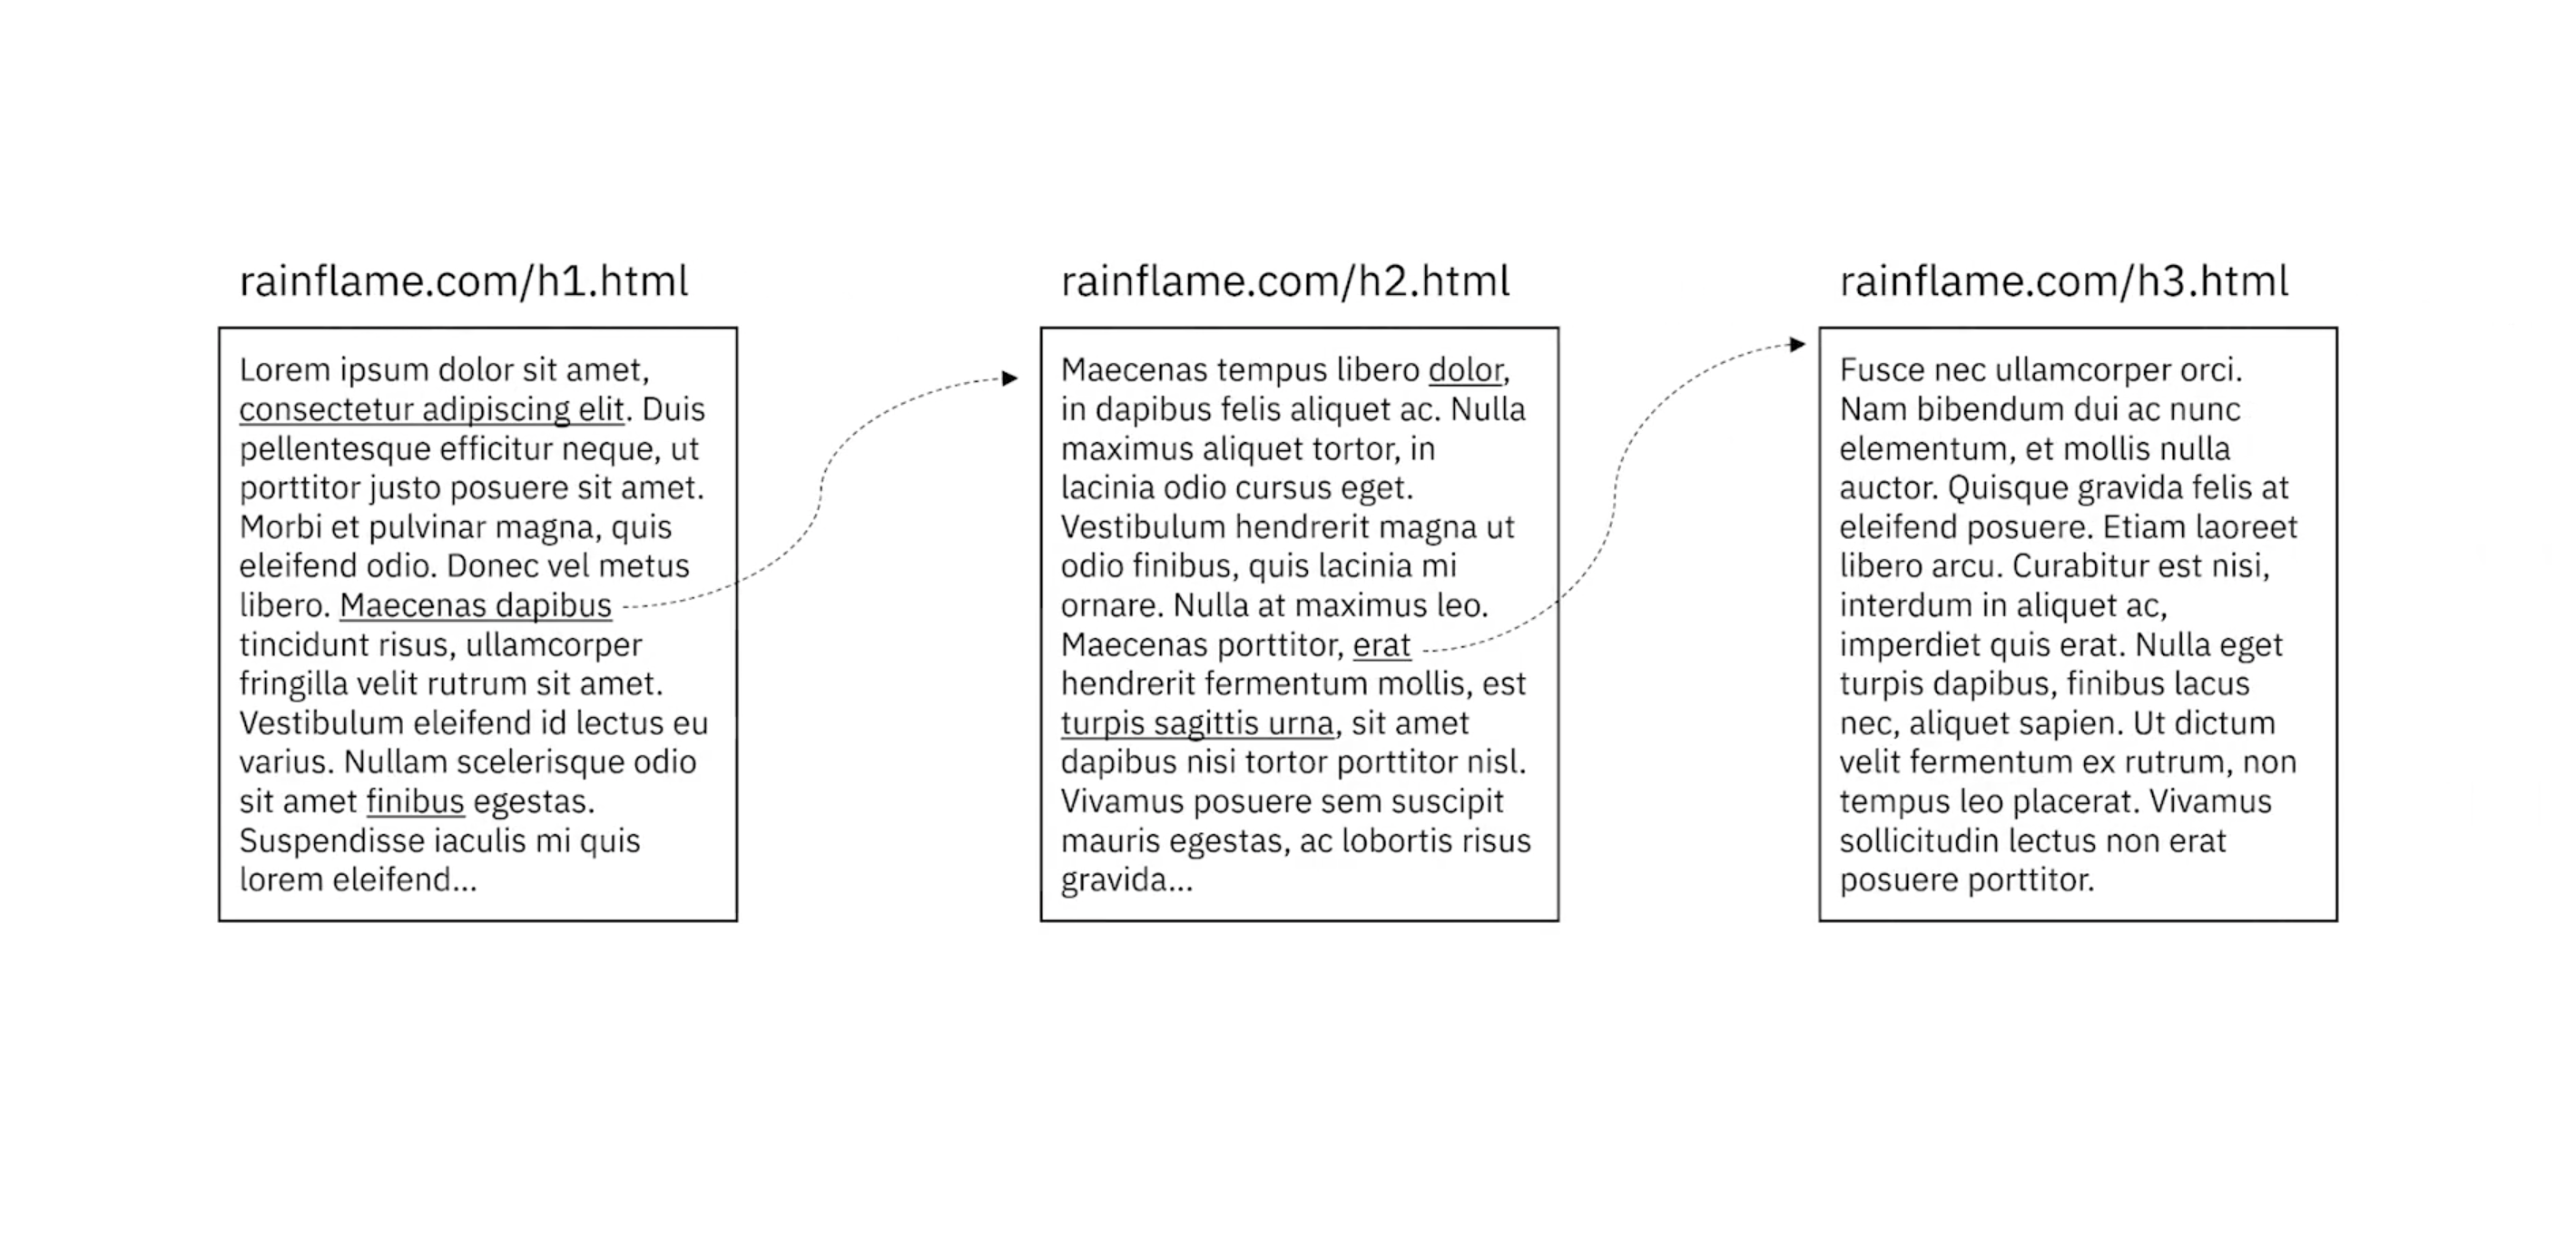 rainflame.com/h1.html
Lorem ipsum dolor sit amet,
consectetur adipiscing elit. Duis
pellentesque efficitur neque, ut
porttitor justo posuere sit amet.
Morbi et pulvinar magna, quis
eleifend odio. Donec vel metus
libero. Maecenas dapibus
tincidunt risus, ullamcorper
fringilla velit rutrum sit amet.
Vestibulum eleifend id lectus eu
varius. Nullam scelerisque odio
sit amet finibus egestas.
Suspendisse iaculis mi quis
lorem eleifend...
rainflame.com/h2.html
Maecenas tempus libero dolor,
in dapibus felis aliquet ac. Nulla
maximus aliquet tortor, in
lacinia odio cursus eget.
Vestibulum hendrerit magna ut
odio finibus, quis lacinia mi
ornare. Nulla at maximus leo.
Maecenas porttitor, erat
hendrerit fermentum mollis, est
turpis sagittis urna, sit amet
dapibus nisi tortor porttitor nisl.
Vivamus posuere sem suscipit
mauris egestas, ac lobortis risus
gravida...
rainflame.com/h3.html
Fusce nec ullamcorper orci.
Nam bibendum dui ac nunc
elementum, et mollis nulla
auctor. Quisque gravida felis at
eleifend posuere. Etiam laoreet
libero arcu. Curabitur est nisi,
interdum in aliquet ac,
imperdiet quis erat. Nulla eget
turpis dapibus, finibus lacus
nec, aliquet sapien. Ut dictum
velit fermentum ex rutrum, non
tempus leo placerat. Vivamus
sollicitudin lectus non erat
posuere porttitor.